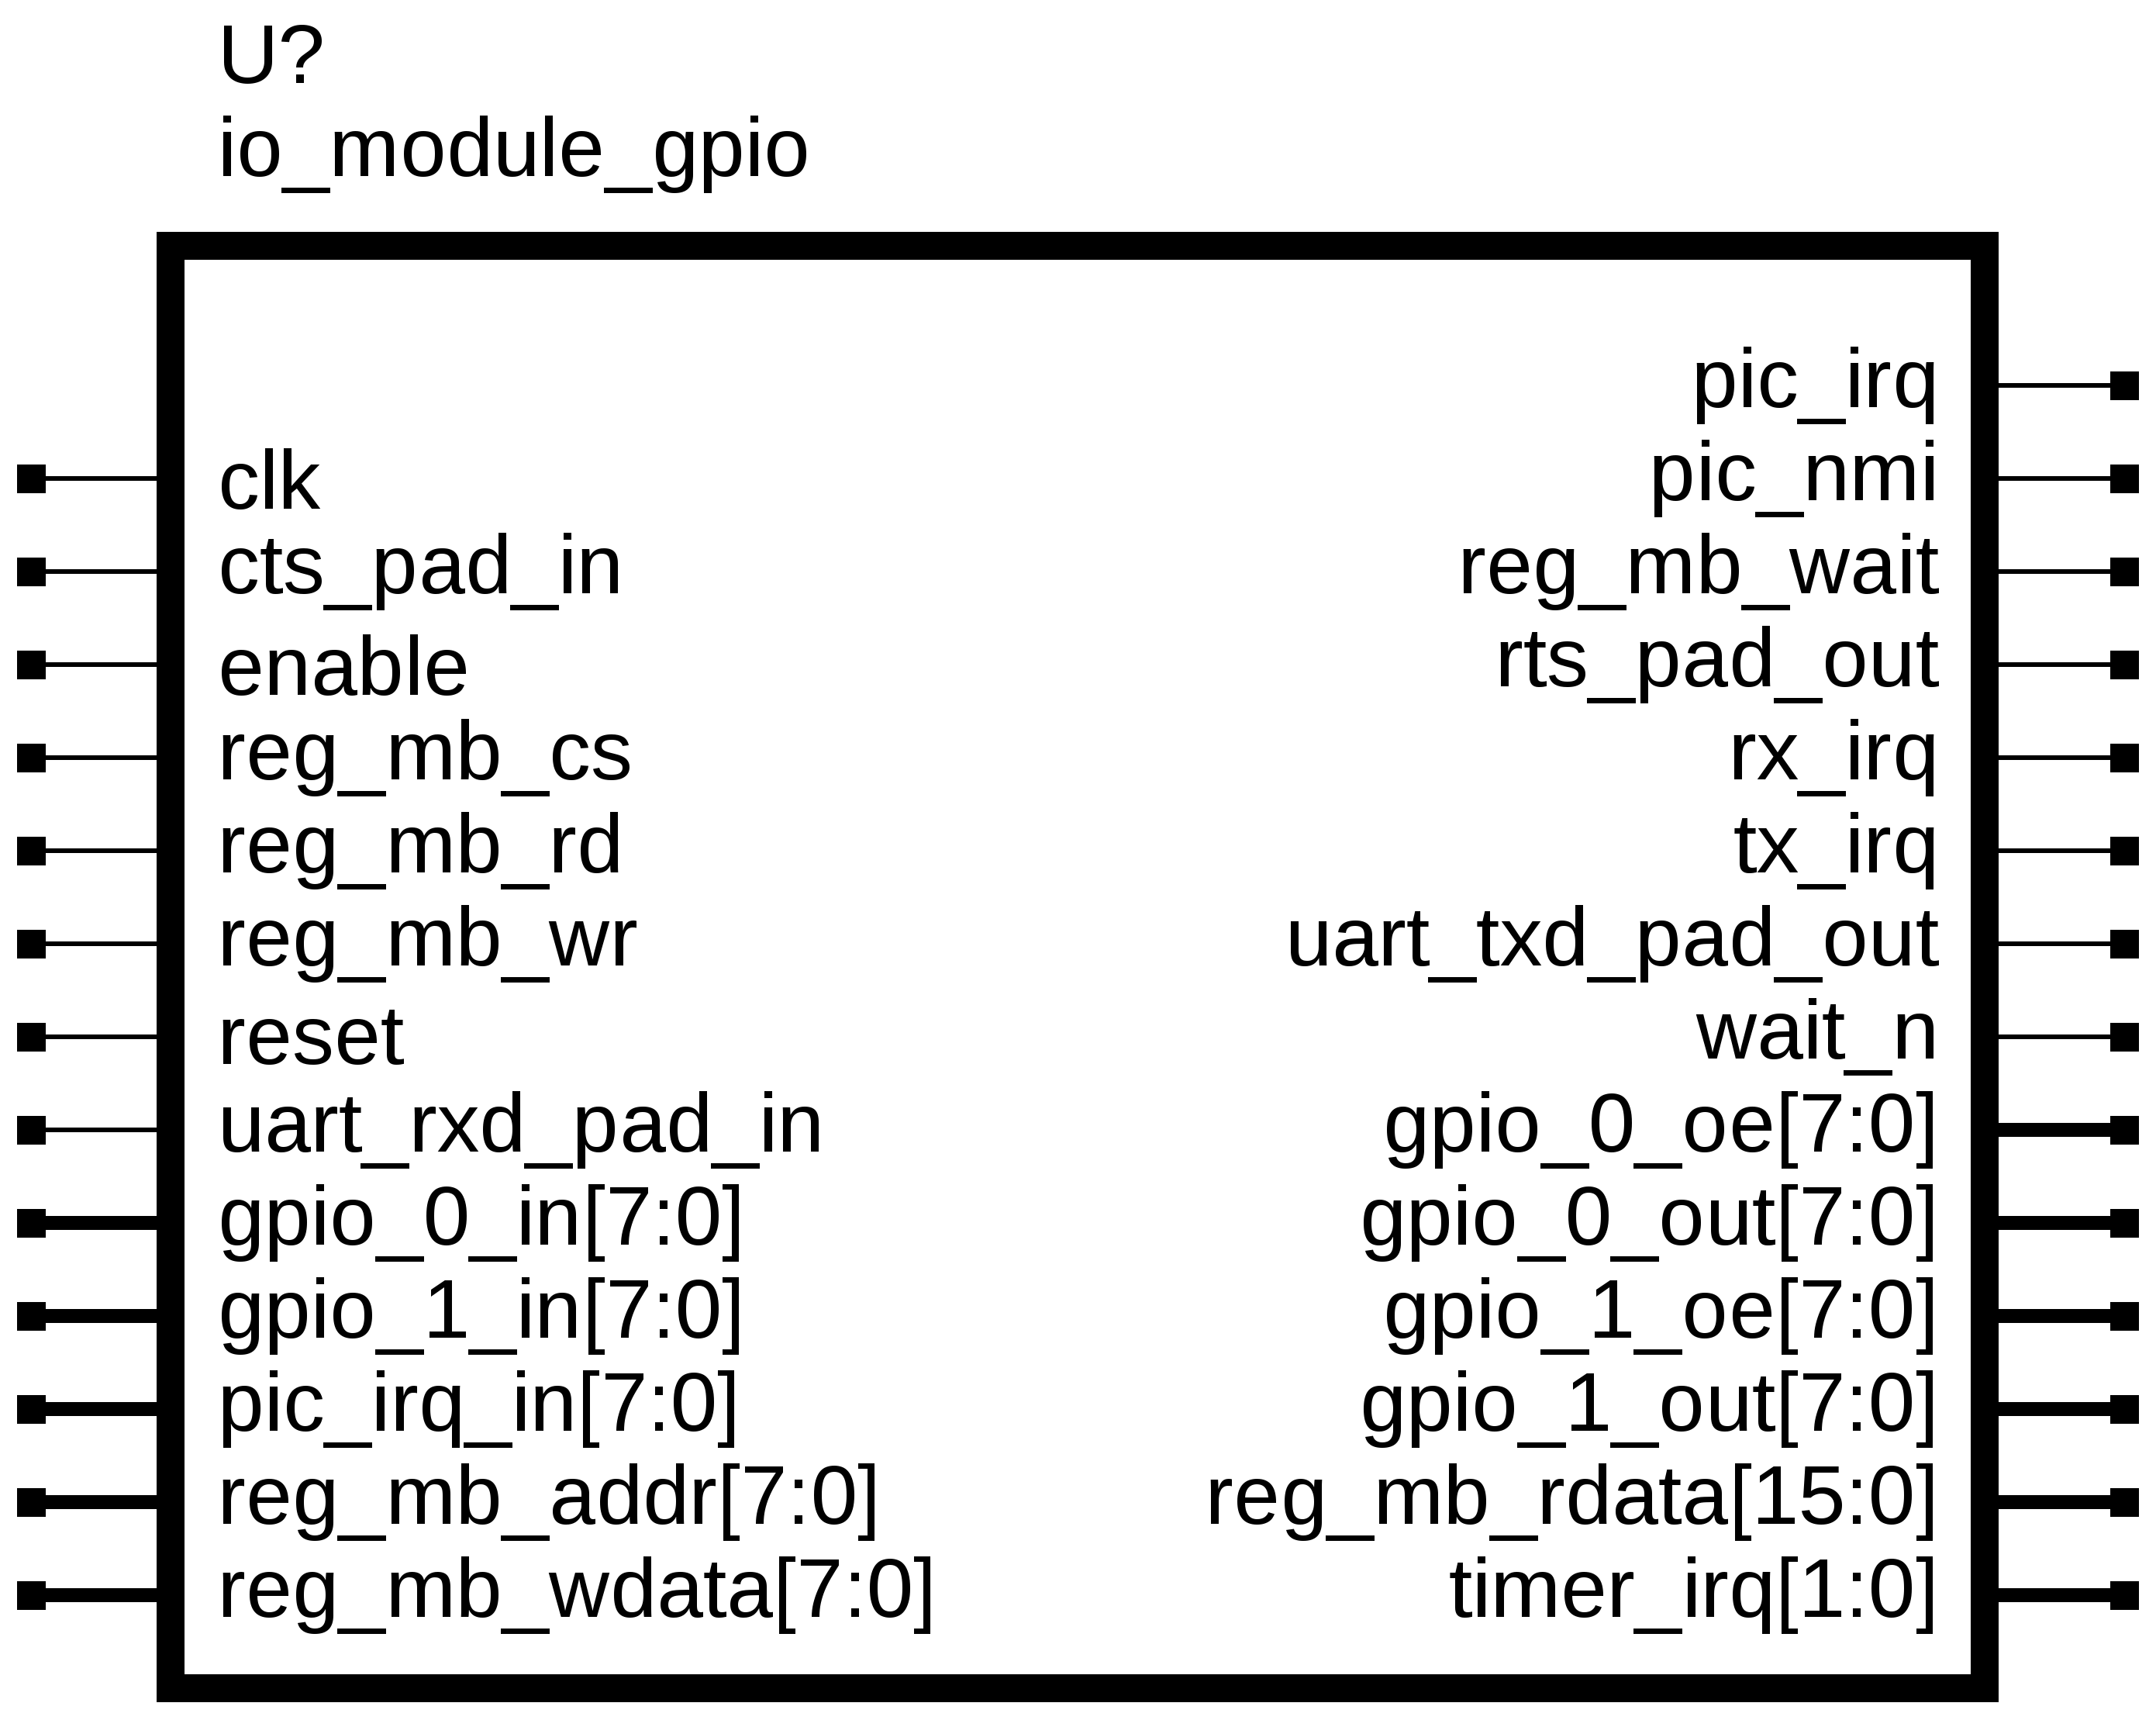 U?
io_module_gpio
clk
cts_pad_in
enable
reg_mb_cs
reg_mb_rd
reg_mb_wr
reset
uart_rxd_pad_in
gpio_0_in[7:0]
gpio_1_in[7:0]
pic_irq_in[7:0]
reg_mb_addr[7:0]
reg_mb_wdata[7:0]
pic_irq
pic_nmi
reg_mb_wait
rts_pad_out
rx_irq
tx_irq
uart_txd_pad_out
wait_n
gpio_0_oe[7:0]
gpio_0_out[7:0]
gpio_1_oe[7:0]
gpio_1_out[7:0]
reg_mb_rdata[15:0]
timer_irq[1:0]